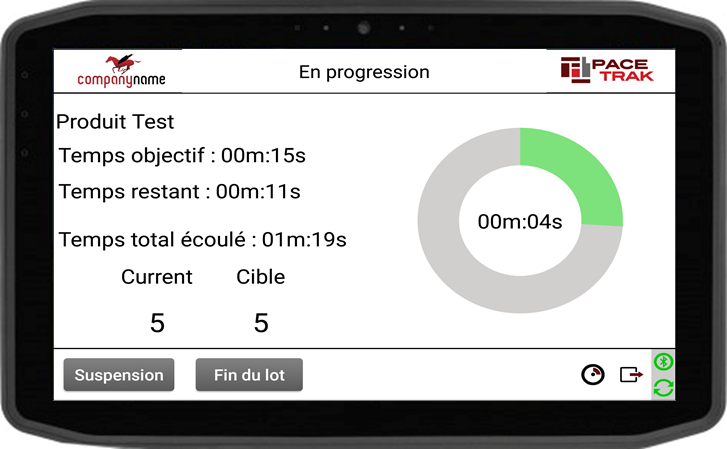 companyname
En progression
PACE
TRAK
Produit Test
Temps objectif : 00m:15s
Temps restant : 00m:11s
Temps total écoulé : 01m:19s
00m:04s
Current Cible
5 5
Suspension Fin du lot